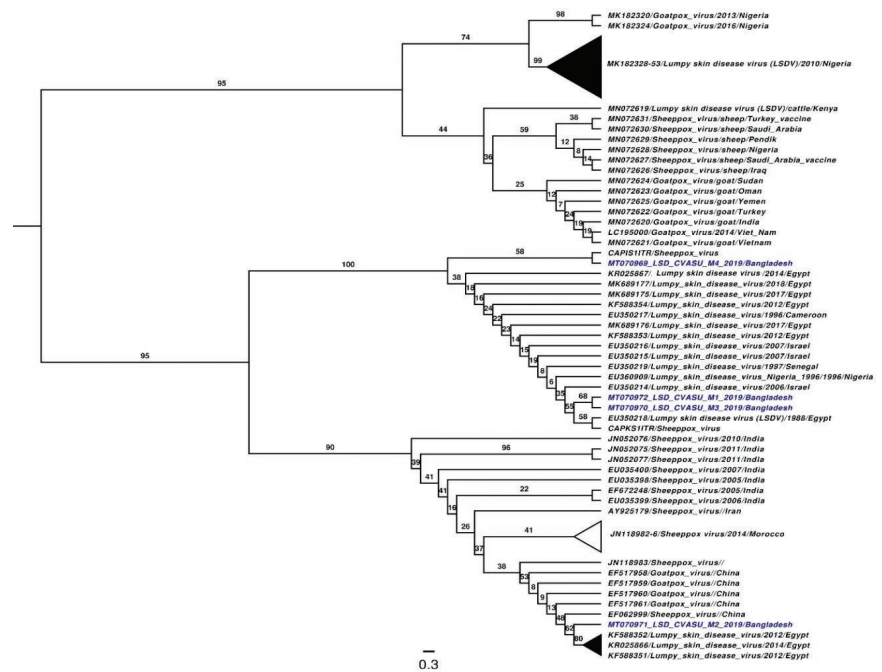 98
MK182320/Goatpox_virus/2013/Nigeria
MK182324/Goatpox_virus/2016/Nigeria
74
99
MK182328-53/Lumpy skin disease virus (LSDV)/2010/Nigeria
95
MN072619/Lumpy skin disease virus (LSDV)/cattle/Kenya
38
MN072631/Sheeppox_virus/sheep/Turkey_vaccine
MN072630/Sheeppox_virus/sheep/Saudi_Arabia
44
59
MN072629/Sheeppox_virus/sheep/Pendik
12
MN072628/Sheeppox_virus/sheep/Nigeria
8
MN072627/Sheeppox_virus/sheep/Saudi_Arabia_vaccine
14
36
MN072626/Sheeppox_virus/sheep/Iraq
MN072624/Goatpox_virus/goat/Sudan
25
MN072623/Goatpox_virus/goat/Oman
12
MN072625/Goatpox_virus/goat/Yemen
7
MN072622/Goatpox_virus/goat/Turkey
24
MN072620/Goatpox_virus/goat/India
19
LC195000/Goatpox_virus/2014/Viet_Nam
19
MN072621/Goatpox_virus/goat/Vietnam
58
CAPIS1ITR/Sheeppox_virus
MT070969_LSD_CVASU_M4_2019/Bangladesh
100
KR025867/. Lumpy skin disease virus /2014/Egypt
38
MK689177/Lumpy_skin_disease_virus/2018/Egypt
18
MK689175/Lumpy_skin_disease_virus/2017/Egypt
16
KF588354/Lumpy_skin_disease_virus/2012/Egypt
24
EU350217/Lumpy_skin_disease_virus/1996/Cameroon
22
MK689176/Lumpy_skin_disease_virus/2017/Egypt
23
KF588353/Lumpy_skin_disease_virus/2012/Egypt
14
EU350216/Lumpy_skin_disease_virus/2007/Israel
15
EU350215/Lumpy_skin_disease_virus/2007/Israel
19
EU350219/Lumpy_skin_disease_virus/1997/Senegal
8
EU360909/Lumpy_skin_disease_virus_Nigeria_1996/1996/Nigeria
6
EU350214/Lumpy_skin_disease_virus/2006/Israel
35
95
68
MT070972_LSD_CVASU_M1_2019/Bangladesh
MT070970_LSD_CVASU_M3_2019/Bangladesh
55
58
EU350218/Lumpy skin disease virus (LSDV)/1988/Egypt
CAPKS1ITR/Sheeppox_virus
90
JN052076/Sheeppox_virus/2010/India
96
JN052075/Sheeppox_virus/2011/India
39
JN052077/Sheeppox_virus/2011/India
41
EU035400/Sheeppox_virus/2007/India
EU035398/Sheeppox_virus/2005/India
41
22
EF672248/Sheeppox_virus/2005/India
EU035399/Sheeppox_virus/2006/India
16
AY925179/Sheeppox_virus//Iran
26
41
JN118982-6/Sheeppox virus/2014/Morocco
37
JN118983/Sheeppox_virus//
38
EF517958/Goatpox_virus//China
53
EF517959/Goatpox_virus//China
8
EF517960/Goatpox_virus//China
9
EF517961/Goatpox_virus//China
13
EF062999/Sheeppox_virus//China
48
MT070971_LSD_CVASU_M2_2019/Bangladesh
62
KF588352/Lumpy_skin_disease_virus/2012/Egypt
80
KR025866/Lumpy_skin_disease_virus/2014/Egypt
KF588351/Lumpy_skin_disease_virus/2012/Egypt
0.3